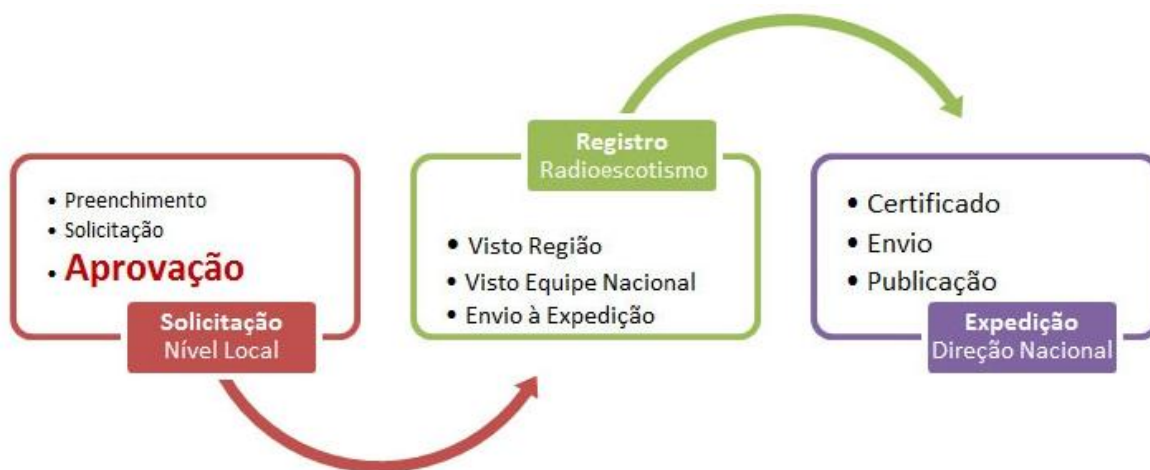 • Preenchimento
• Solicitação
• Aprovação
Solicitação
Nível Local
Registro
Radioescotismo
• Visto Região
• Visto Equipe Nacional
• Envio à Expedição
• Certificado
• Envio
• Publicação
Expedição
Direção Nacional